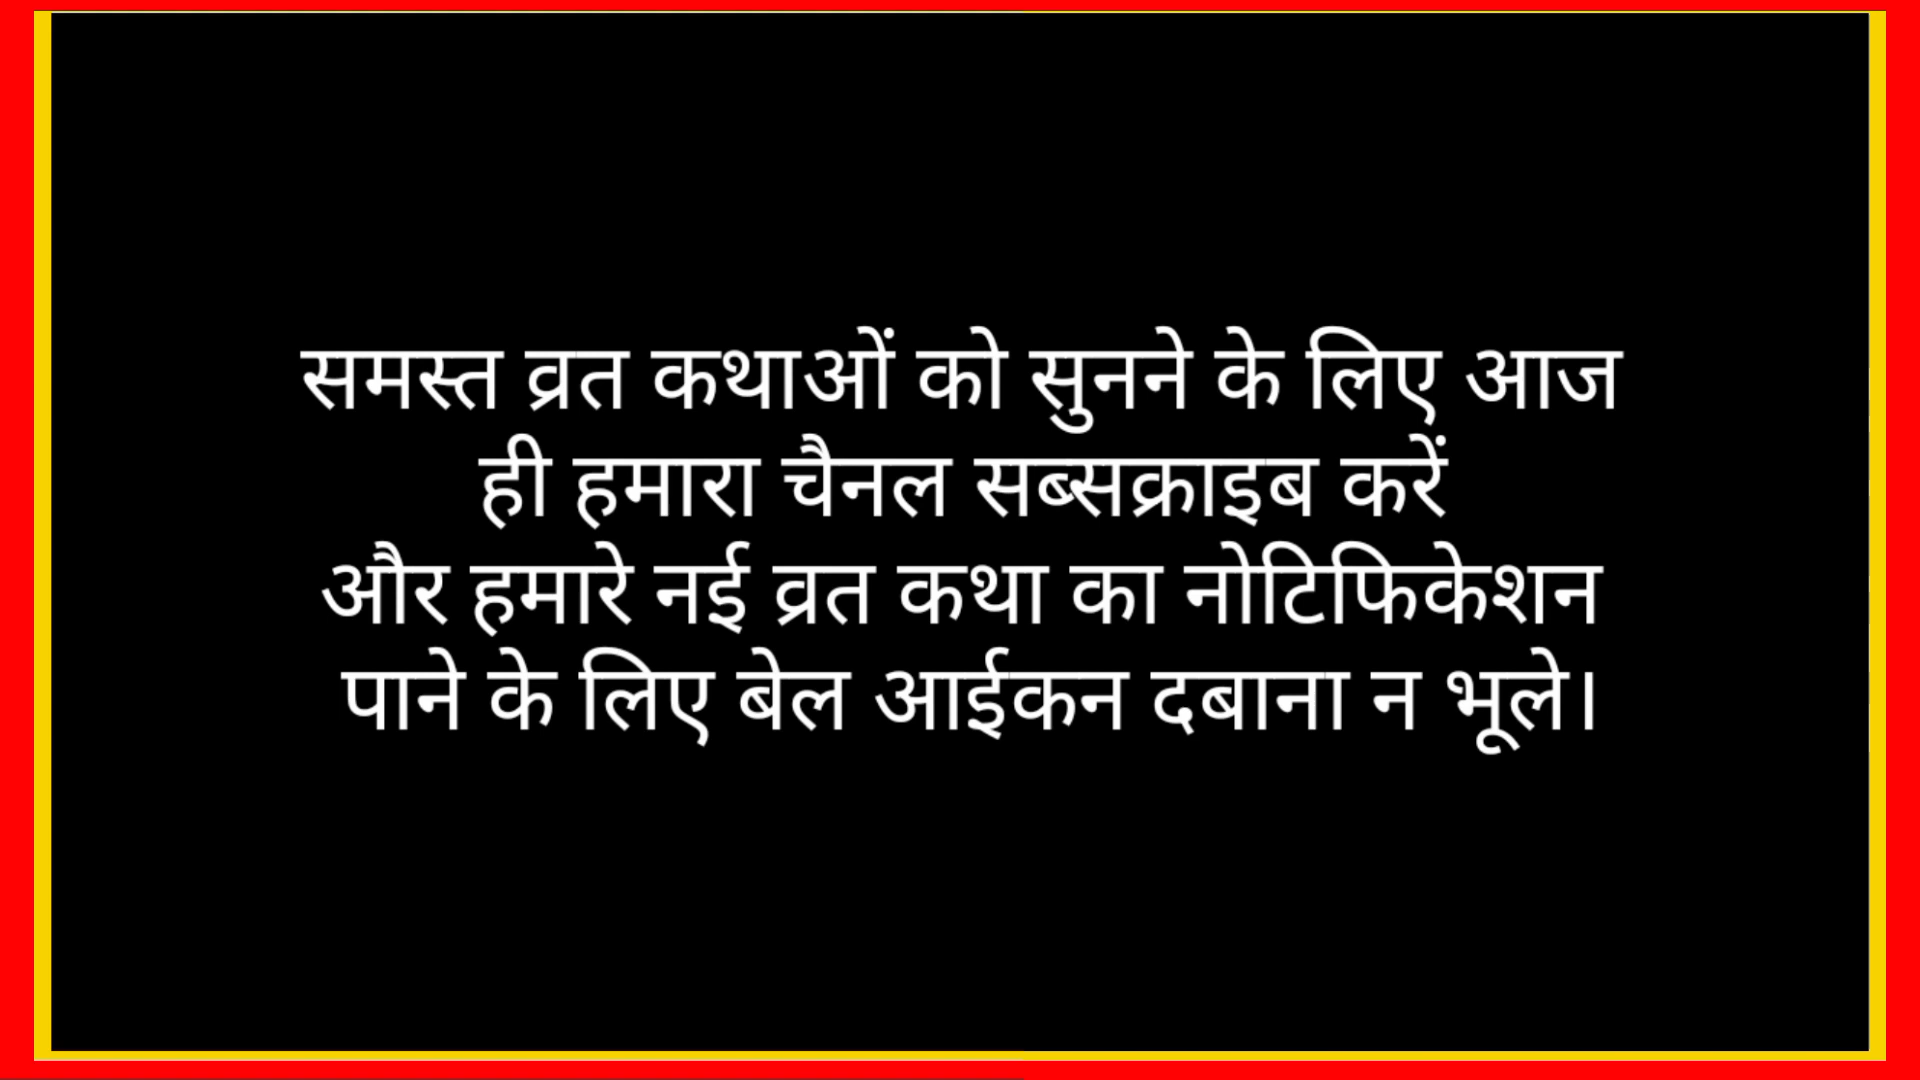 समस्त व्रत कथाओं को सुनने के लिए आज
ही हमारा चैनल सब्सक्राइब करें
और हमारे नई व्रत कथा का नोटिफिकेशन
पाने के लिए बेल आईकन दबाना न भूले।